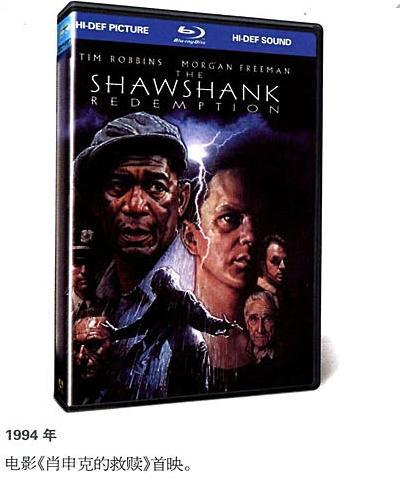 HI-DEF PICTURE
Blu-ray Disc
HI-DEF SOUND
TIM ROBBINS MORGAN FREEMAN
THE
SHAWSHANK
REDEMPTION
1994 年
电影《肖申克的救赎》首映。